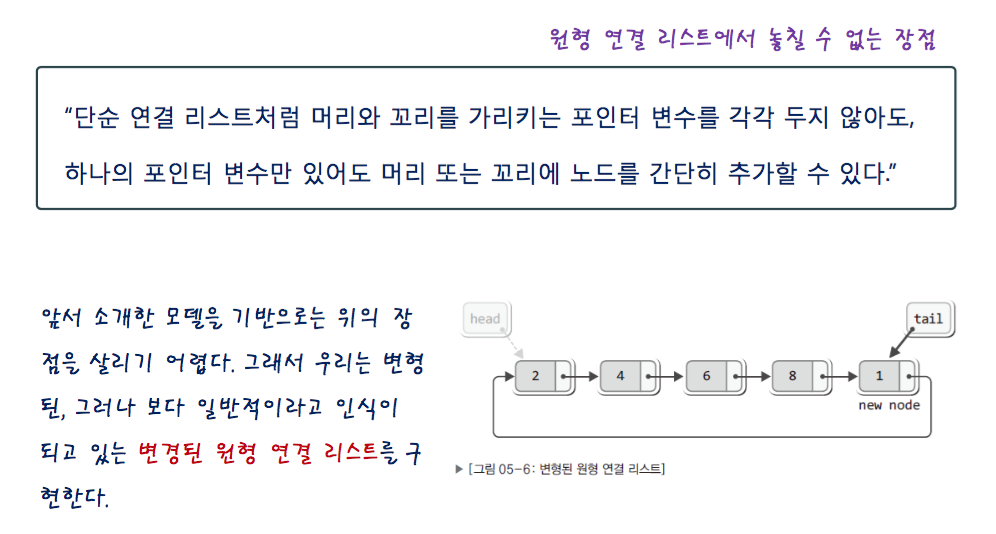 원형 연결 리스트에서 놓칠 수 없는 장점
“단순 연결 리스트처럼 머리와 꼬리를 가리키는 포인터 변수를 각각 두지 않아도,
하나의 포인터 변수만 있어도 머리 또는 꼬리에 노드를 간단히 추가할 수 있다.”
앞서 소개한 모델을 기반으로는 위의 장
점을 살리기 어렵다. 그래서 우리는 변형
된, 그러나 보다 일반적이라고 인식이
되고 있는 변경된 원형 연결 리스트를 구
현한다.
head
tail
2 4 6 8 1
new node
▶ [그림 05-6: 변형된 원형 연결 리스트]